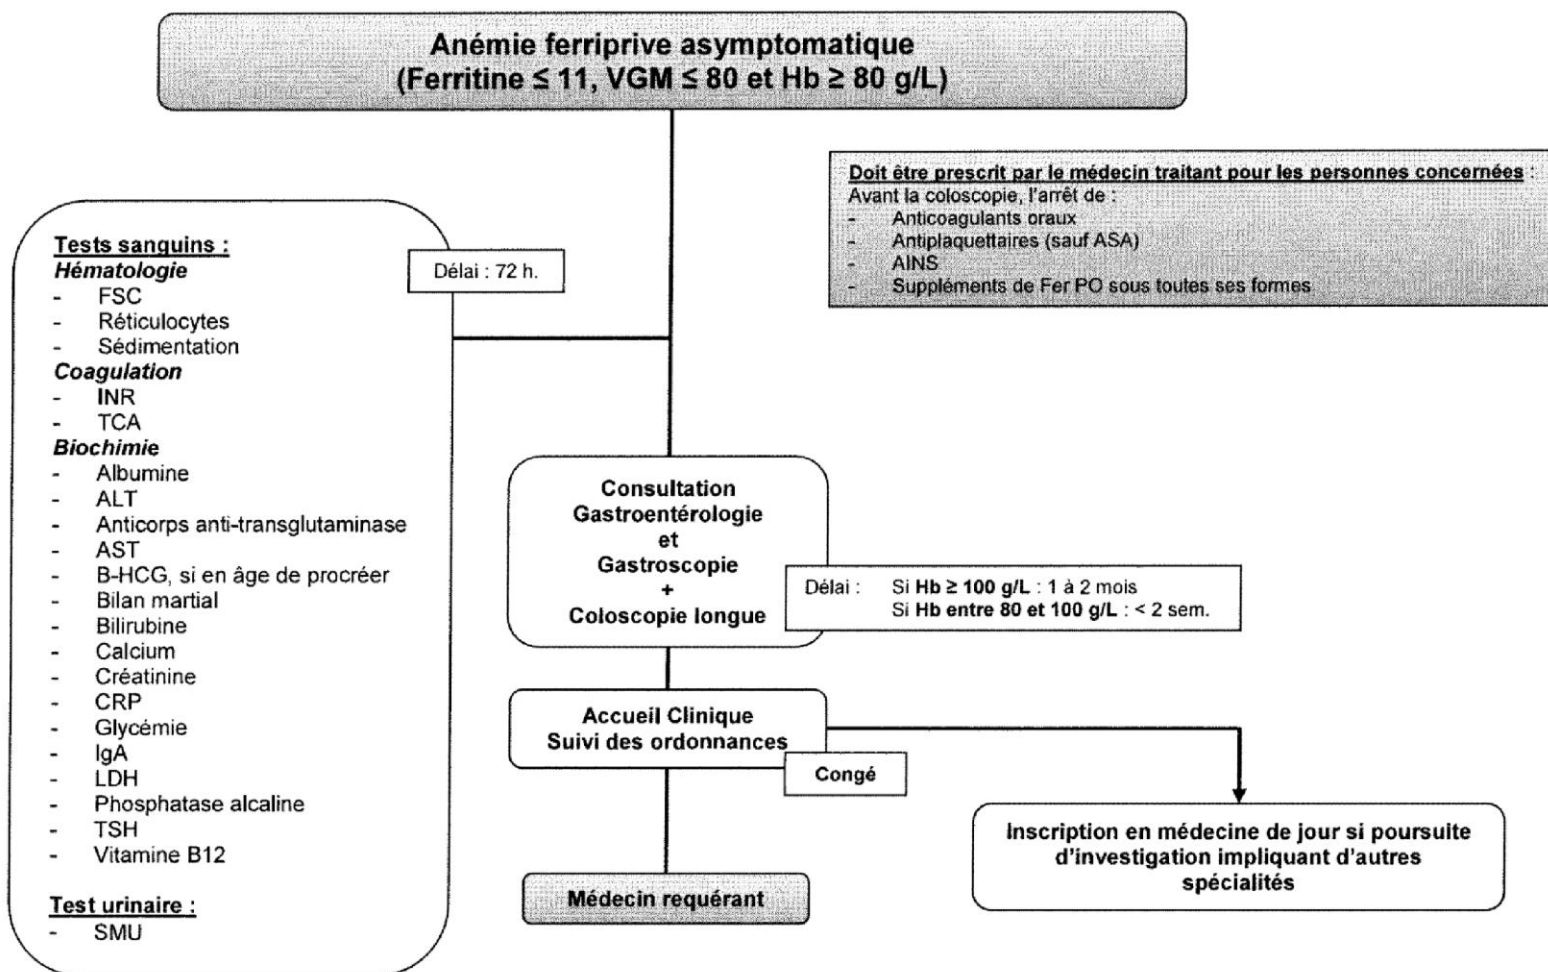 Anémie ferriprive asymptomatique
(Ferritine ≤ 11, VGM ≤ 80 et Hb ≥ 80 g/L)
Doit être prescrit par le médecin traitant pour les personnes concernées :
Avant la coloscopie, l'arrêt de :
- Anticoagulants oraux
- Antiplaquettaires (sauf ASA)
- AINS
- Suppléments de Fer PO sous toutes ses formes
Tests sanguins :
Hématologie
- FSC
- Réticulocytes
- Sédimentation
Coagulation
- INR
- TCA
Biochimie
- Albumine
- ALT
- Anticorps anti-transglutaminase
- AST
- B-HCG, si en âge de procréer
- Bilan martial
- Bilirubine
- Calcium
- Créatinine
- CRP
- Glycémie
- IgA
- LDH
- Phosphatase alcaline
- TSH
- Vitamine B12
Test urinaire :
- SMU
Délai : 72 h.
Consultation
Gastroentérologie
et
Gastroscopie
+
Coloscopie longue
Délai : Si Hb ≥ 100 g/L : 1 à 2 mois
Si Hb entre 80 et 100 g/L : < 2 sem.
Accueil Clinique
Suivi des ordonnances
Congé
Médecin requérant
Inscription en médecine de jour si poursuite
d'investigation impliquant d'autres
spécialités